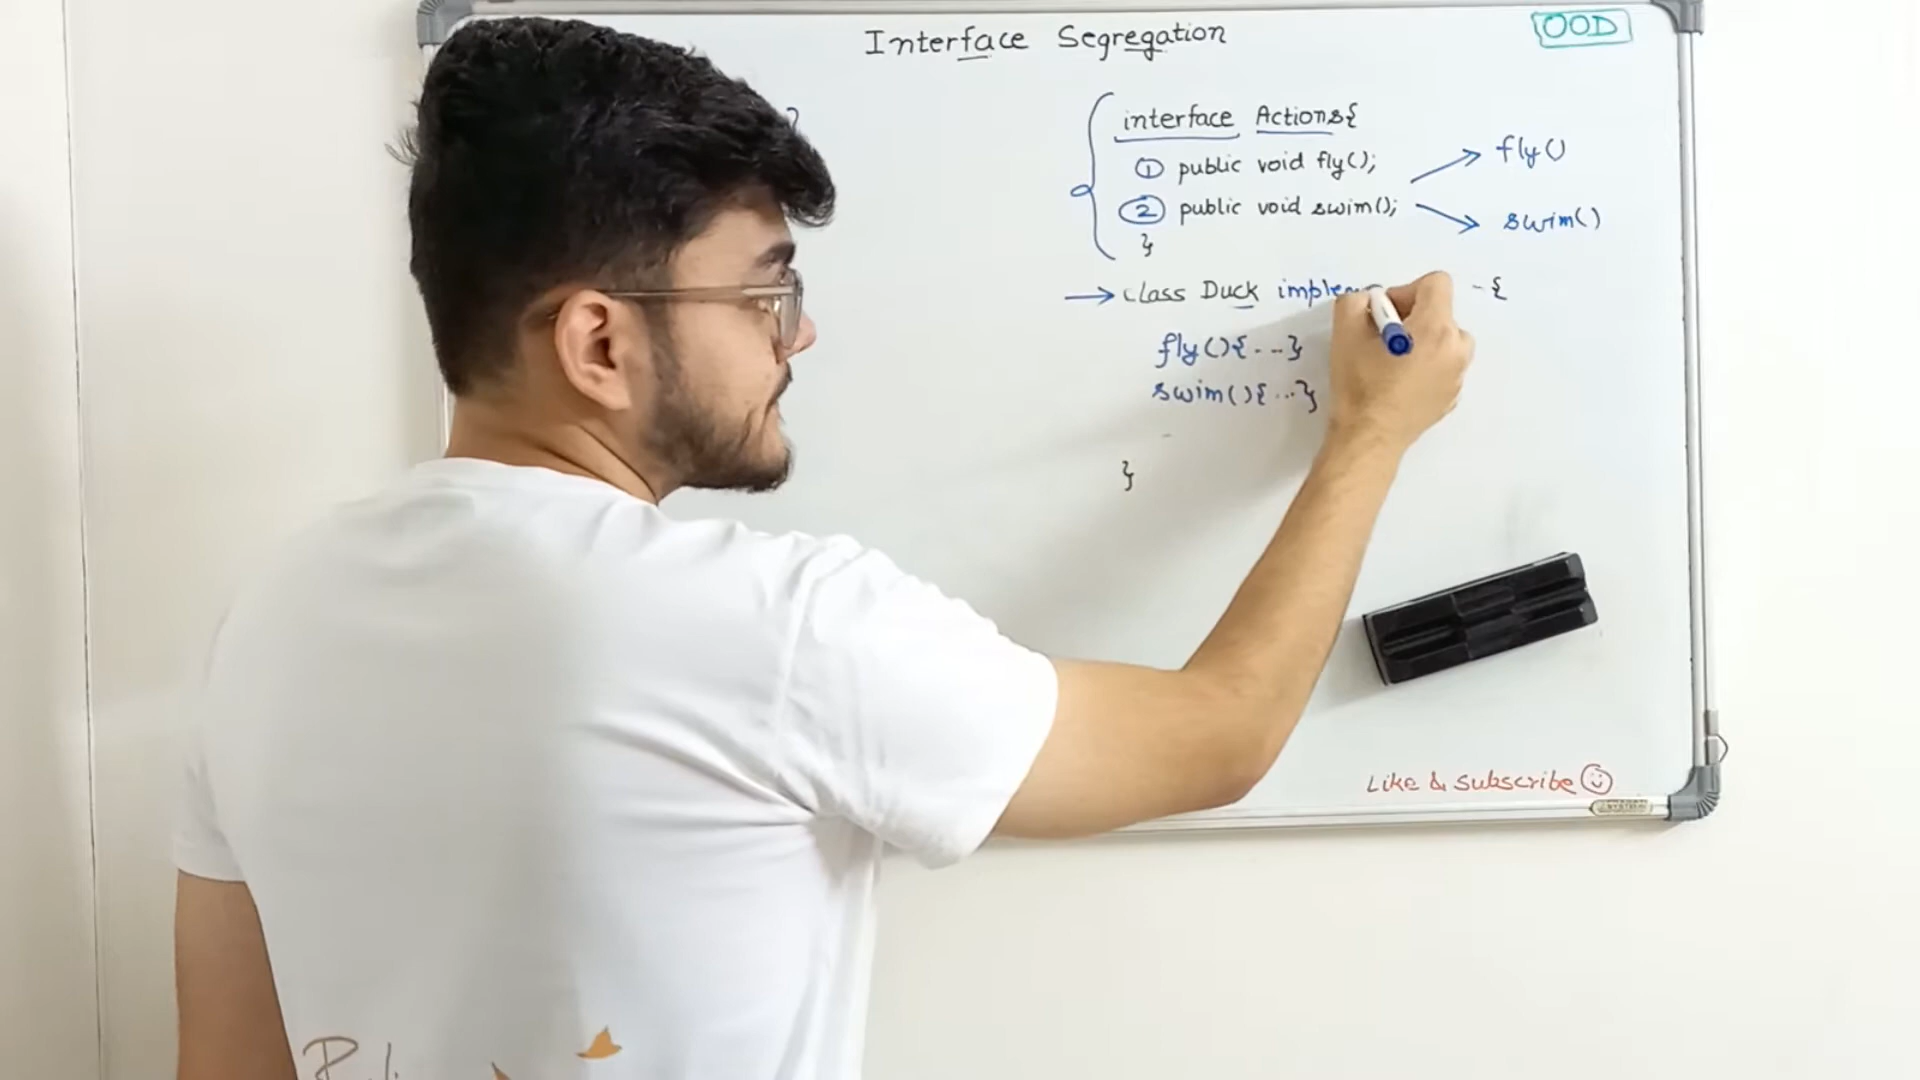 Interface Segregation
OOD
}
interface Actions{
① public void fly();
② public void swim();
}
fly()
swim()
class Duck - {
fly(){---}
swim(){...}
-
}
Like & Subscribe